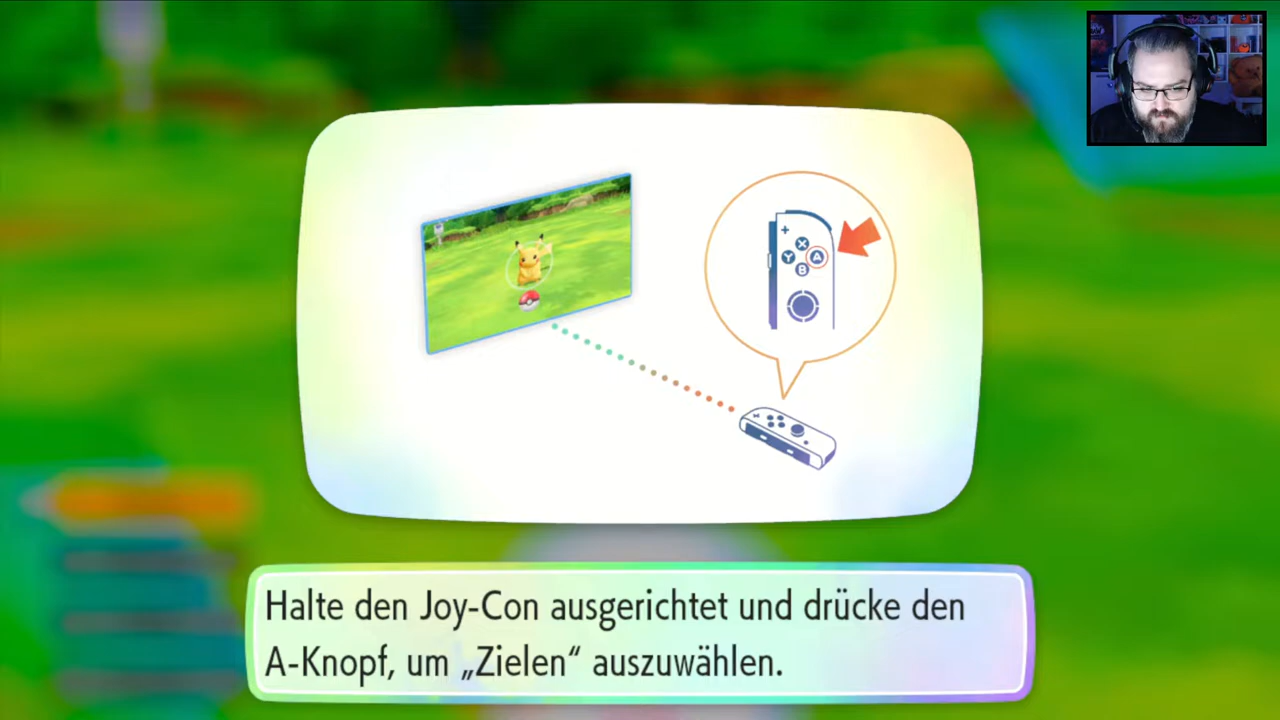 +
X
Y
A
B
Halte den Joy-Con ausgerichtet und drücke den
A-Knopf, um „Zielen“ auszuwählen.